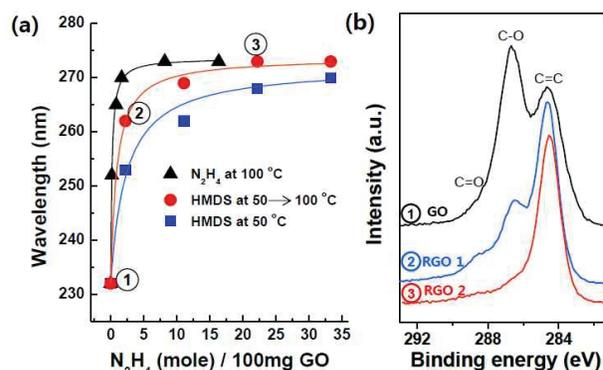 (a)
280
270
260
250
240
230
Wavelength (nm)
0 5 10 15 20 25 30 35
N₂H₄ (mole) / 100mg GO
1
2
3
N₂H₄ at 100 °C
HMDS at 50 → 100 °C
HMDS at 50 °C
(b)
Intensity (a.u.)
C-O
C=C
C=O
1 GO
2 RGO 1
3 RGO 2
292 288 284
Binding energy (eV)